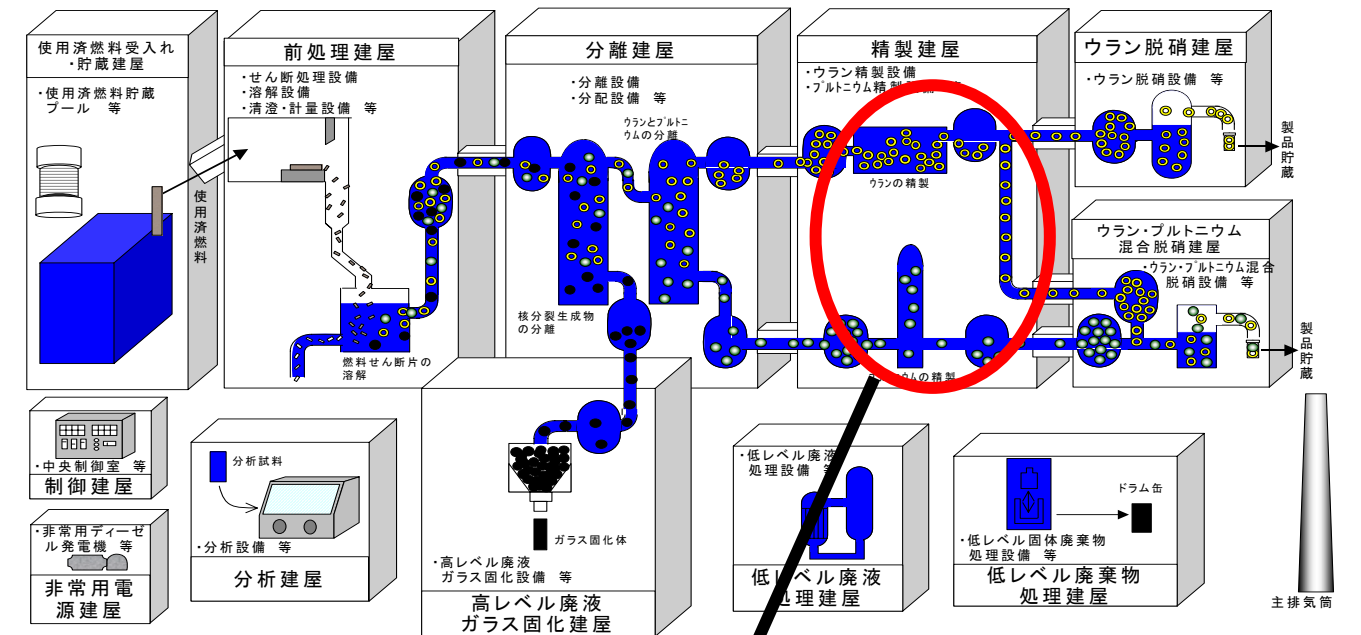 使用済燃料受入れ
・貯蔵建屋
・使用済燃料貯蔵
プール 等
使用済燃料
前処理建屋
・せん断処理設備
・溶解設備
・清澄・計量設備 等
燃料せん断片の
溶解
分離建屋
・分離設備
・分配設備 等
ウランとプルトニ
ウムの分離
核分裂生成物
の分離
精製建屋
・ウラン精製設備
・プルトニウム精製設備
ウランの精製
ウムの精製
ウラン脱硝建屋
・ウラン脱硝設備 等
製品貯蔵
ウラン・プルトニウム
混合脱硝建屋
・ウラン・プルトニウム混合
脱硝設備 等
製品貯蔵
・中央制御室 等
制御建屋
・非常用ディーゼ
ル発電機 等
非常用電
源建屋
分析試料
・分析設備 等
分析建屋
ガラス固化体
・高レベル廃液
ガラス固化設備 等
高レベル廃液
ガラス固化建屋
・低レベル廃液
処理設備 等
低レベル廃液
処理建屋
ドラム缶
・低レベル固体廃棄物
処理設備 等
低レベル廃棄物
処理建屋
主排気筒